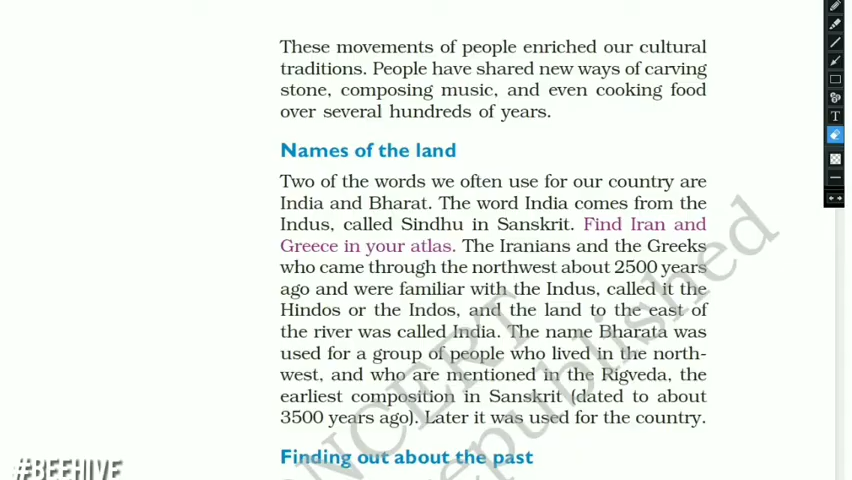 These movements of people enriched our cultural
traditions. People have shared new ways of carving
stone, composing music, and even cooking food
over several hundreds of years.
Names of the land
Two of the words we often use for our country are
India and Bharat. The word India comes from the
Indus, called Sindhu in Sanskrit. Find Iran and
Greece in your atlas. The Iranians and the Greeks
who came through the northwest about 2500 years
ago and were familiar with the Indus, called it the
Hindos or the Indos, and the land to the east of
the river was called India. The name Bharata was
used for a group of people who lived in the north-
west, and who are mentioned in the Rigveda, the
earliest composition in Sanskrit (dated to about
3500 years ago). Later it was used for the country.
Finding out about the past
NCERT
republished
#BEEHIVE
T